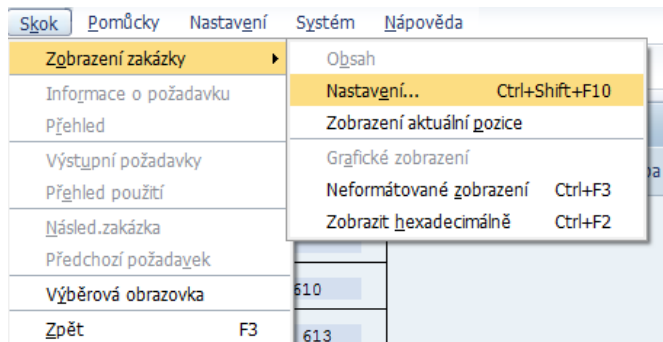 Skok Pomůcky Nastavení Systém Nápověda
Zobrazení zakázky
Informace o požadavku
Přehled
Výstupní požadavky
Přehled použití
Násled.zakázka
Předchozí požadavek
Výběrová obrazovka
Zpět F3
Obsah
Nastavení... Ctrl+Shift+F10
Zobrazení aktuální pozice
Grafické zobrazení
Neformátované zobrazení Ctrl+F3
Zobrazit hexadecimálně Ctrl+F2
610
613